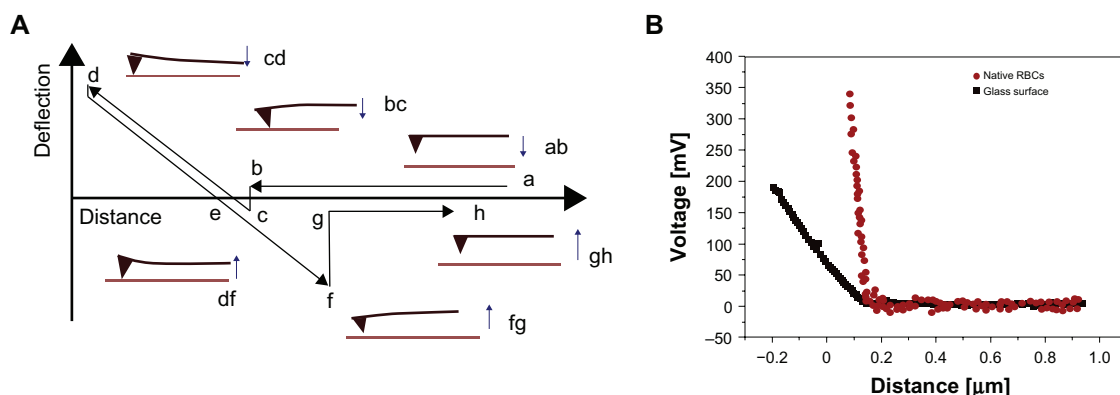 A
Deflection
Distance
d
cd
bc
ab
b
a
e
c
g
h
gh
df
f
fg
B
Voltage [mV]
400
350
300
250
200
150
100
50
0
–50
Native RBCs
Glass surface
−0.2
0
0.2
0.4
0.6
0.8
1.0
Distance [μm]